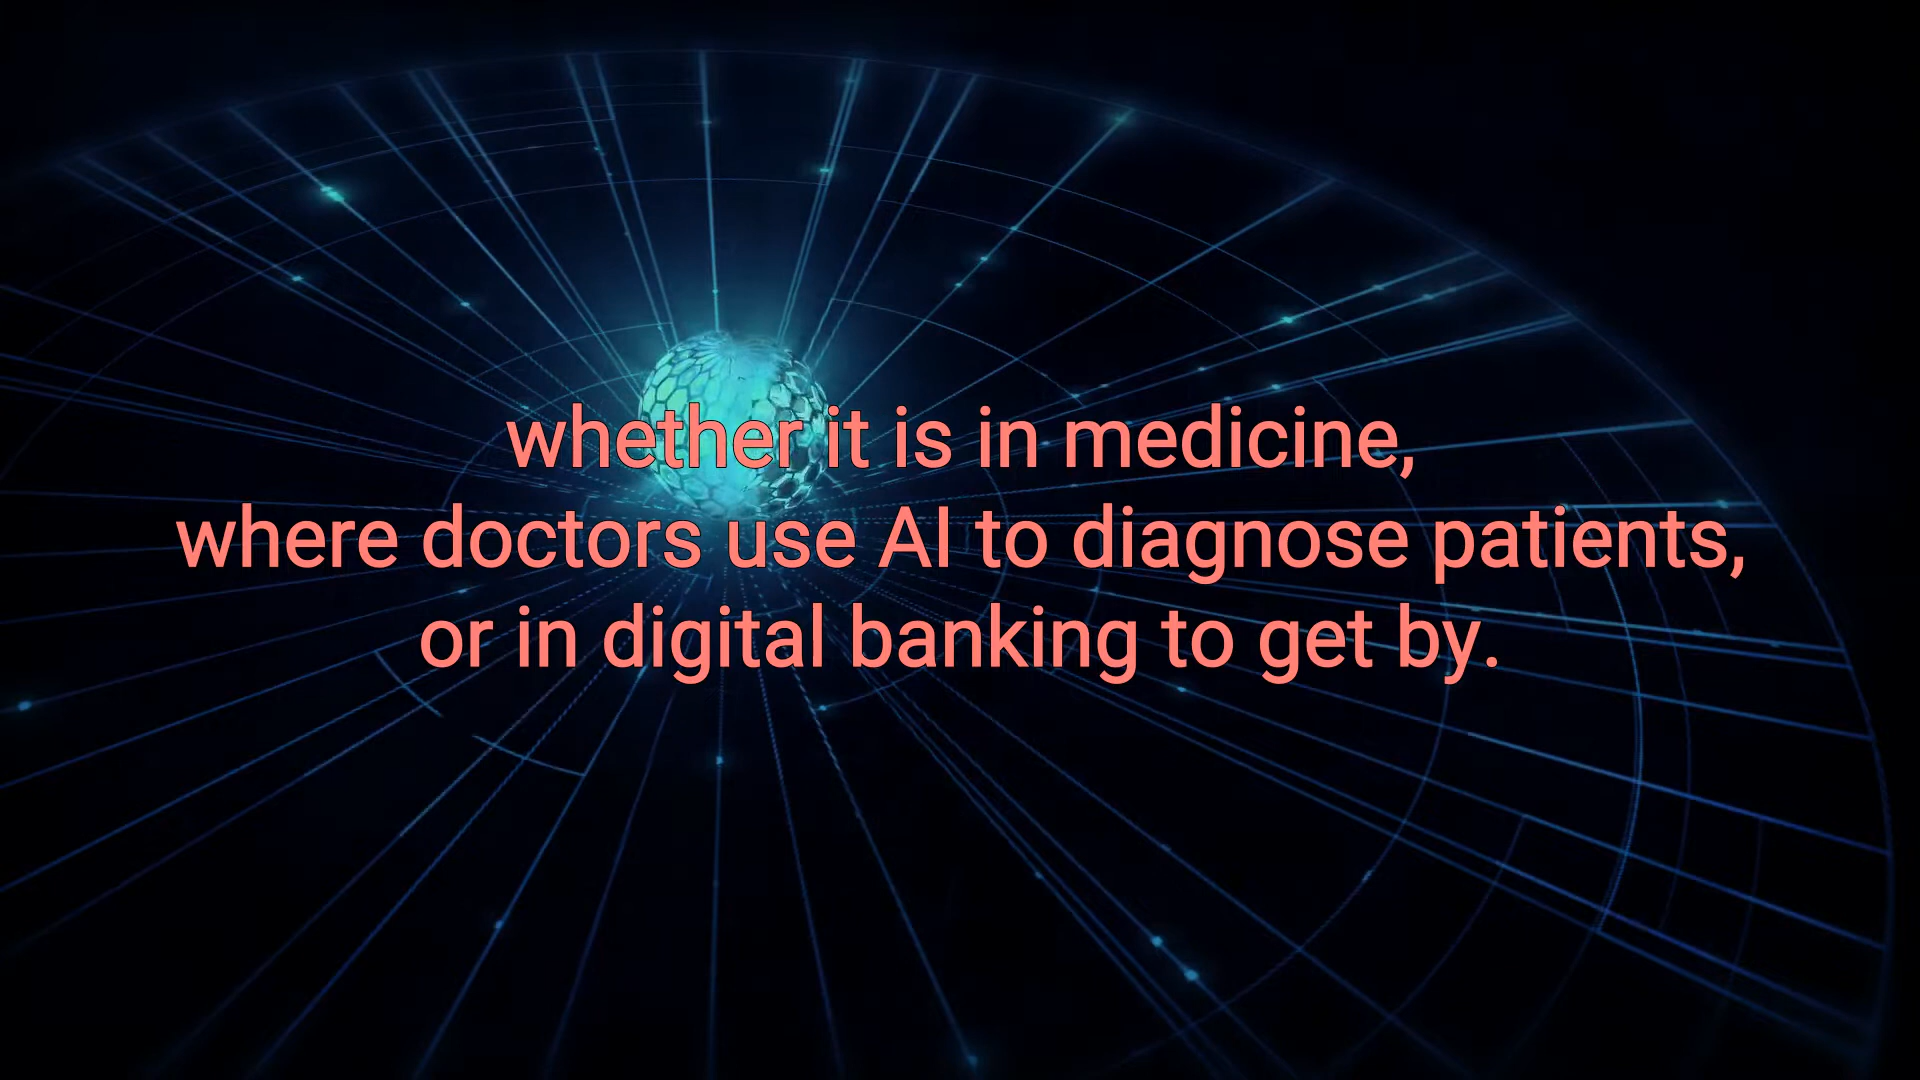 whether it is in medicine,
where doctors use AI to diagnose patients,
or in digital banking to get by.